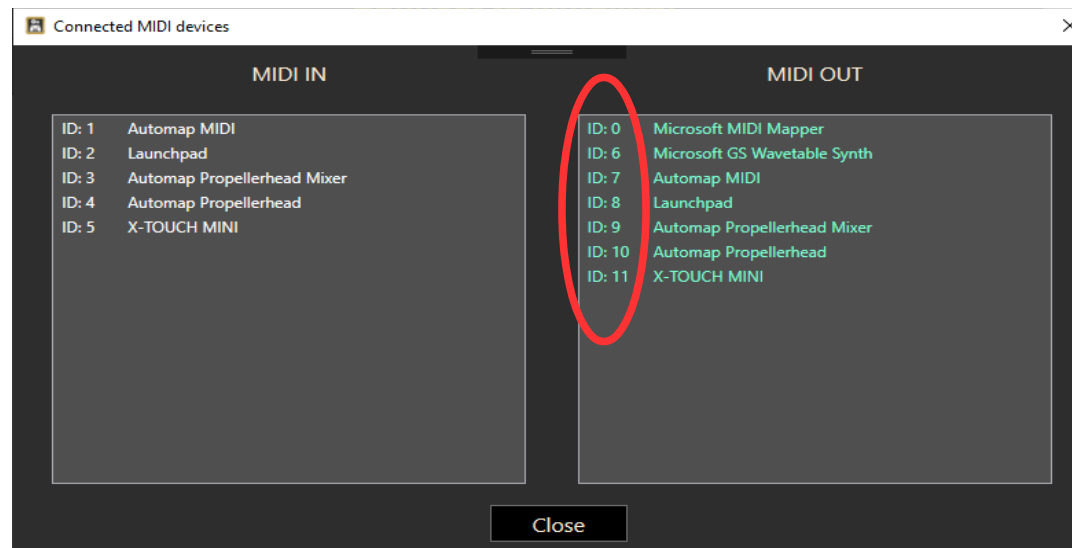 Connected MIDI devices
MIDI IN
ID: 1 Automap MIDI
ID: 2 Launchpad
ID: 3 Automap Propellerhead Mixer
ID: 4 Automap Propellerhead
ID: 5 X-TOUCH MINI
MIDI OUT
ID: 0 Microsoft MIDI Mapper
ID: 6 Microsoft GS Wavetable Synth
ID: 7 Automap MIDI
ID: 8 Launchpad
ID: 9 Automap Propellerhead Mixer
ID: 10 Automap Propellerhead
ID: 11 X-TOUCH MINI
Close